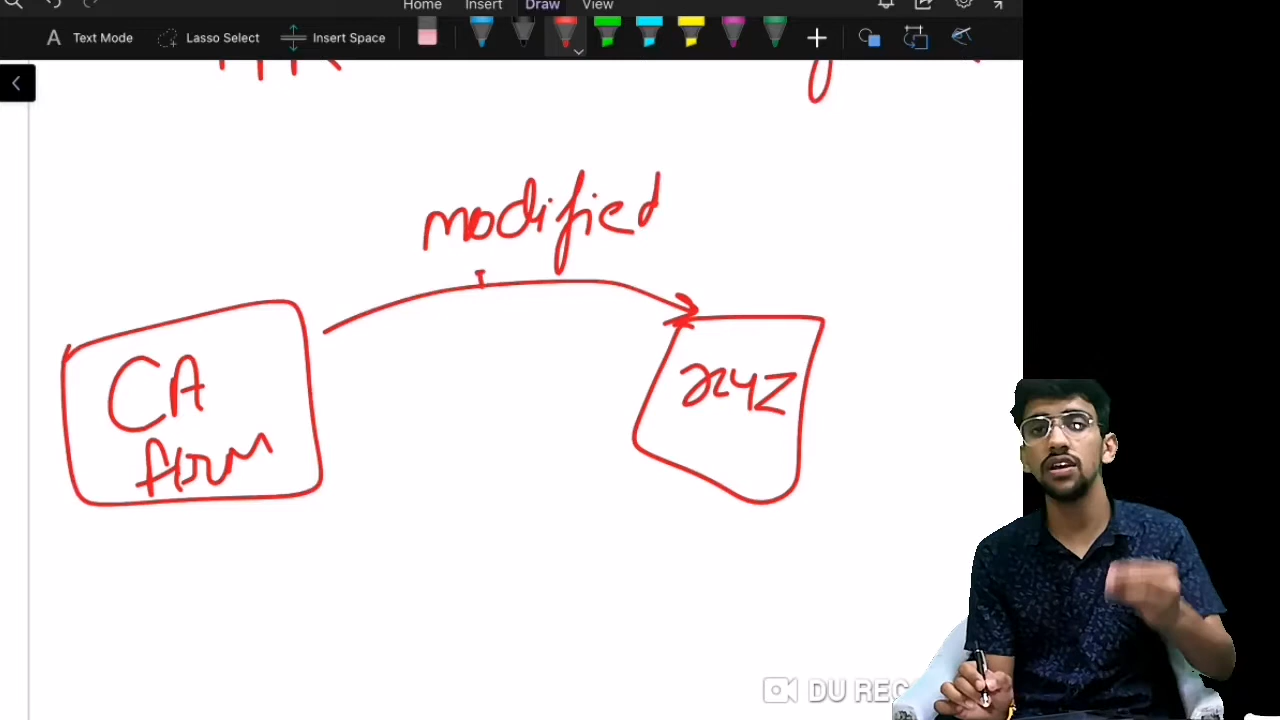 Home Insert Draw View
A Text Mode Lasso Select Insert Space
modified
CA
firm
xyz
DU REC